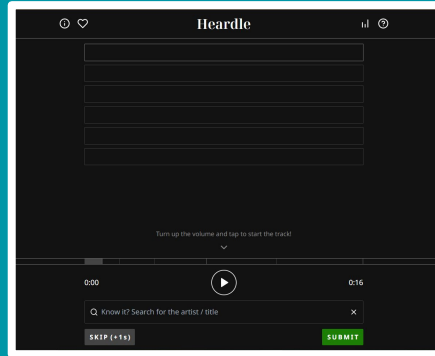 Heardle
Turn up the volume and tap to start the track!
0:00
0:16
Know it? Search for the artist / title
SKIP (+1s)
SUBMIT